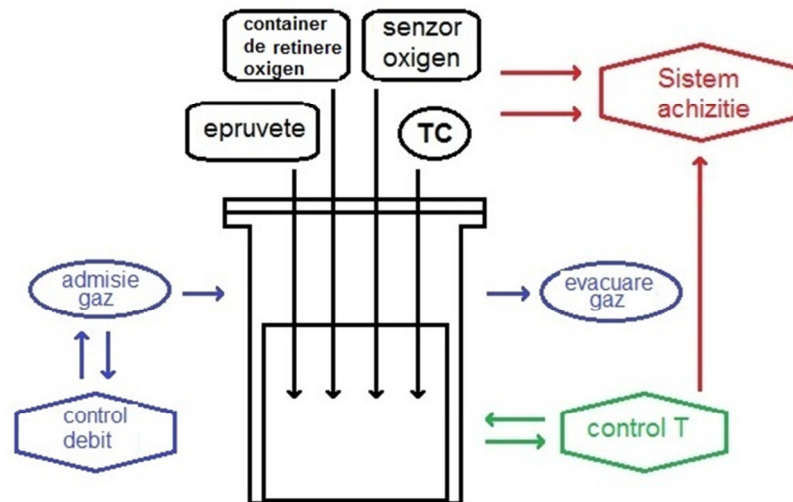 container
de retinere
oxigen
senzor
oxigen
Sistem
achizitie
epruvete
TC
admisie
gaz
evacuare
gaz
control
debit
control T